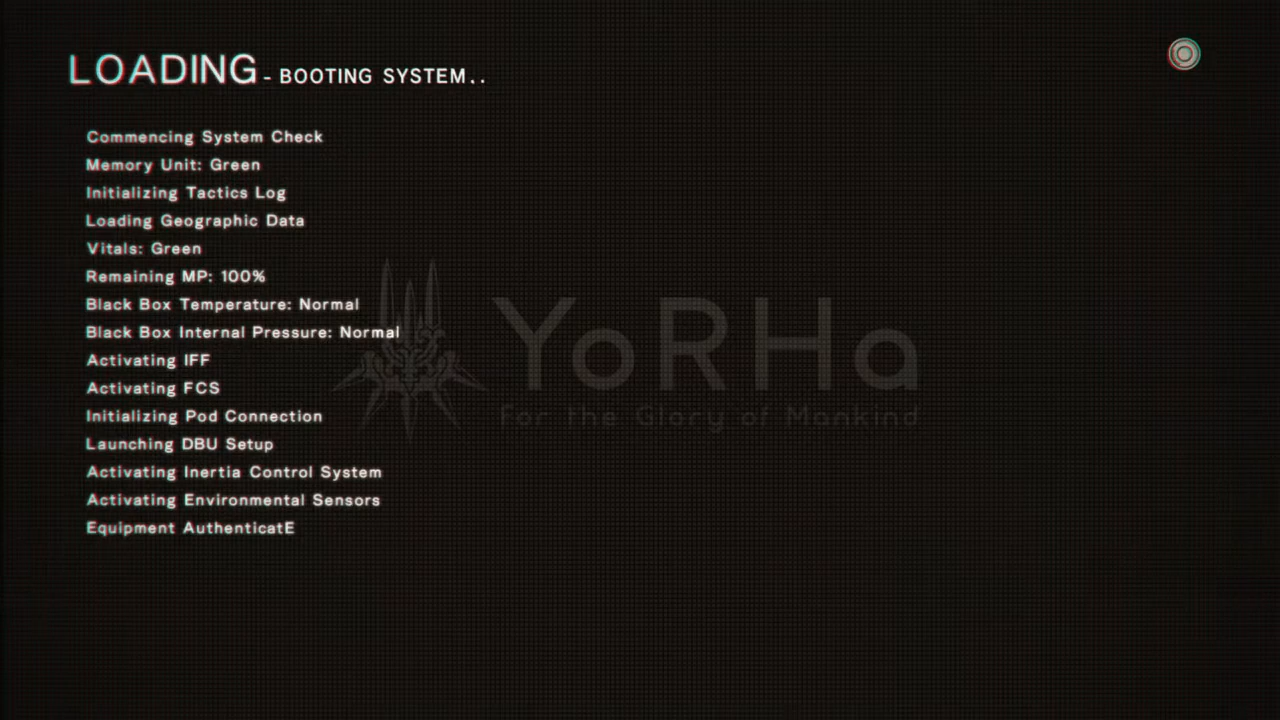 LOADING - BOOTING SYSTEM..
Commencing System Check
Memory Unit: Green
Initializing Tactics Log
Loading Geographic Data
Vitals: Green
Remaining MP: 100%
Black Box Temperature: Normal
Black Box Internal Pressure: Normal
Activating IFF
Activating FCS
Initializing Pod Connection
Launching DBU Setup
Activating Inertia Control System
Activating Environmental Sensors
Equipment AuthenticatE
YoRHa
For the Glory of Mankind